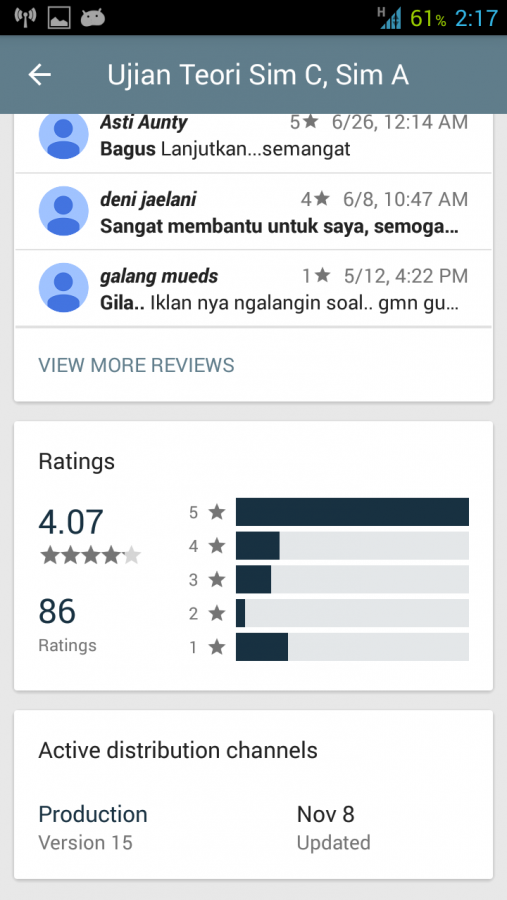 H 61% 2:17
Ujian Teori Sim C, Sim A
Asti Aunty 5★ 6/26, 12:14 AM
Bagus Lanjutkan...semangat
deni jaelani 4★ 6/8, 10:47 AM
Sangat membantu untuk saya, semoga...
galang mueds 1★ 5/12, 4:22 PM
Gila.. Iklan nya ngalangin soal.. gmn gu...
VIEW MORE REVIEWS
Ratings
4.07
86
Ratings
5 ★
4 ★
3 ★
2 ★
1 ★
Active distribution channels
Production Nov 8
Version 15 Updated